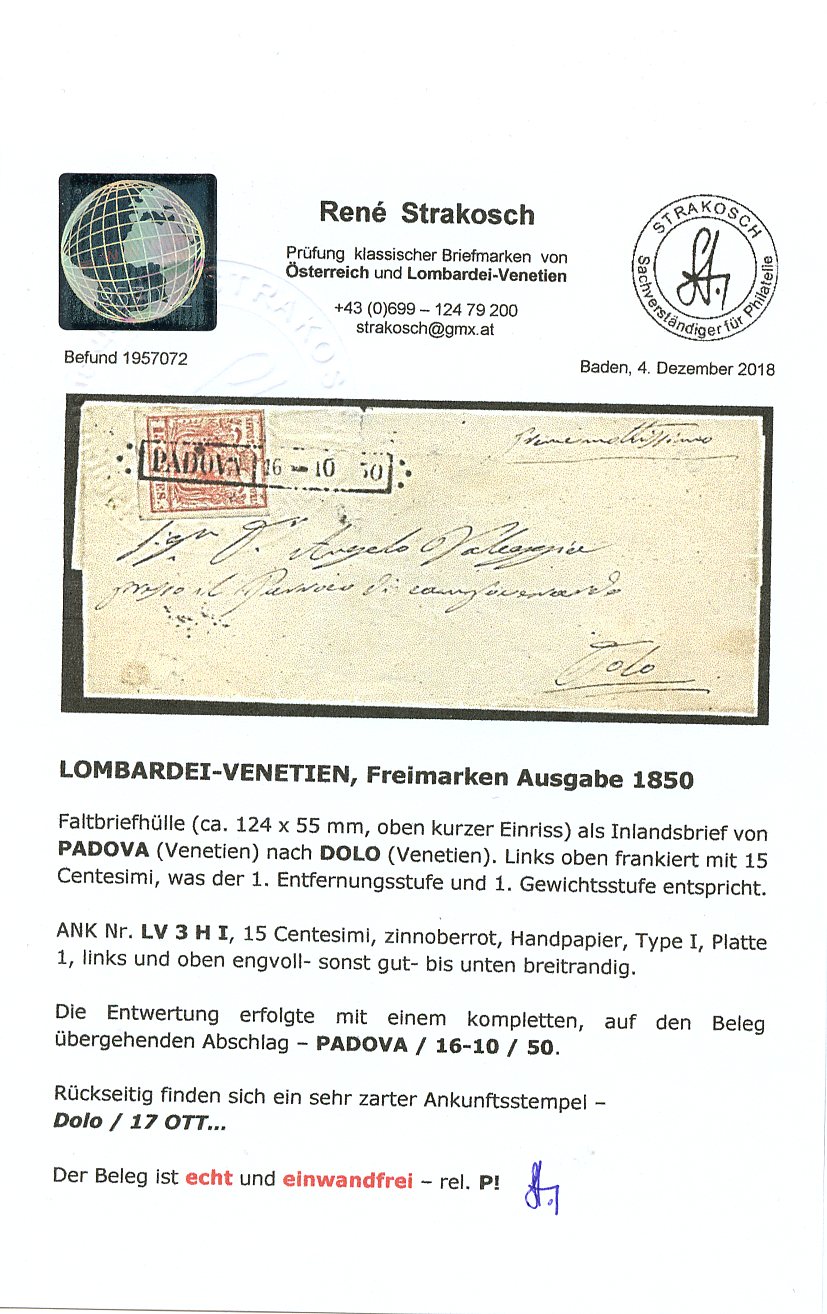 René Strakosch
Prüfung klassischer Briefmarken von
Österreich und Lombardei-Venetien
+43 (0)699 – 124 79 200
strakosch@gmx.at
STRAKOSCH
Sachverständiger für Philatelie
Befund 1957072
Baden, 4. Dezember 2018
PADOVA 16-10 50
Angelo
Dolo
LOMBARDEI-VENETIEN, Freimarken Ausgabe 1850
Faltbriefhülle (ca. 124 x 55 mm, oben kurzer Einriss) als Inlandsbrief von
PADOVA (Venetien) nach DOLO (Venetien). Links oben frankiert mit 15
Centesimi, was der 1. Entfernungsstufe und 1. Gewichtsstufe entspricht.
ANK Nr. LV 3 H I, 15 Centesimi, zinnoberrot, Handpapier, Type I, Platte
1, links und oben engvoll- sonst gut- bis unten breitrandig.
Die Entwertung erfolgte mit einem kompletten, auf den Beleg
übergehenden Abschlag – PADOVA / 16-10 / 50.
Rückseitig finden sich ein sehr zarter Ankunftsstempel –
Dolo / 17 OTT...
Der Beleg ist echt und einwandfrei – rel. P!